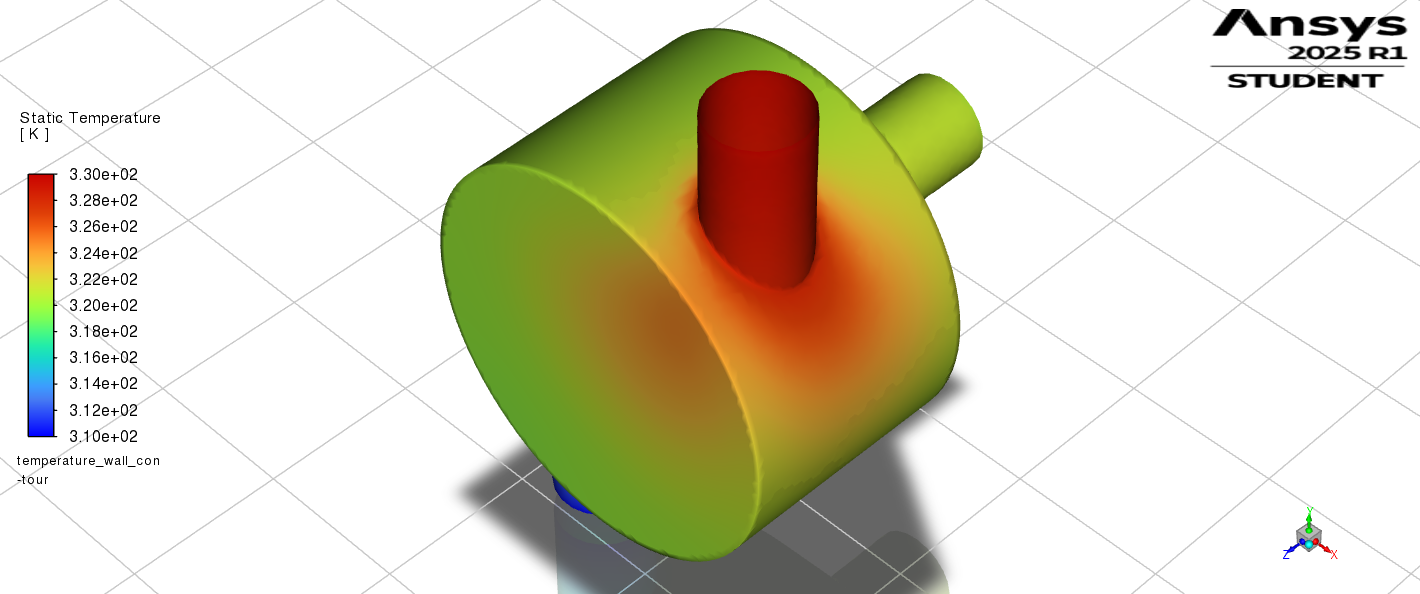 Ansys
2025 R1
STUDENT
Static Temperature
[ K ]
3.30e+02
3.28e+02
3.26e+02
3.24e+02
3.22e+02
3.20e+02
3.18e+02
3.16e+02
3.14e+02
3.12e+02
3.10e+02
temperature_wall_con
-tour
Y
Z
X